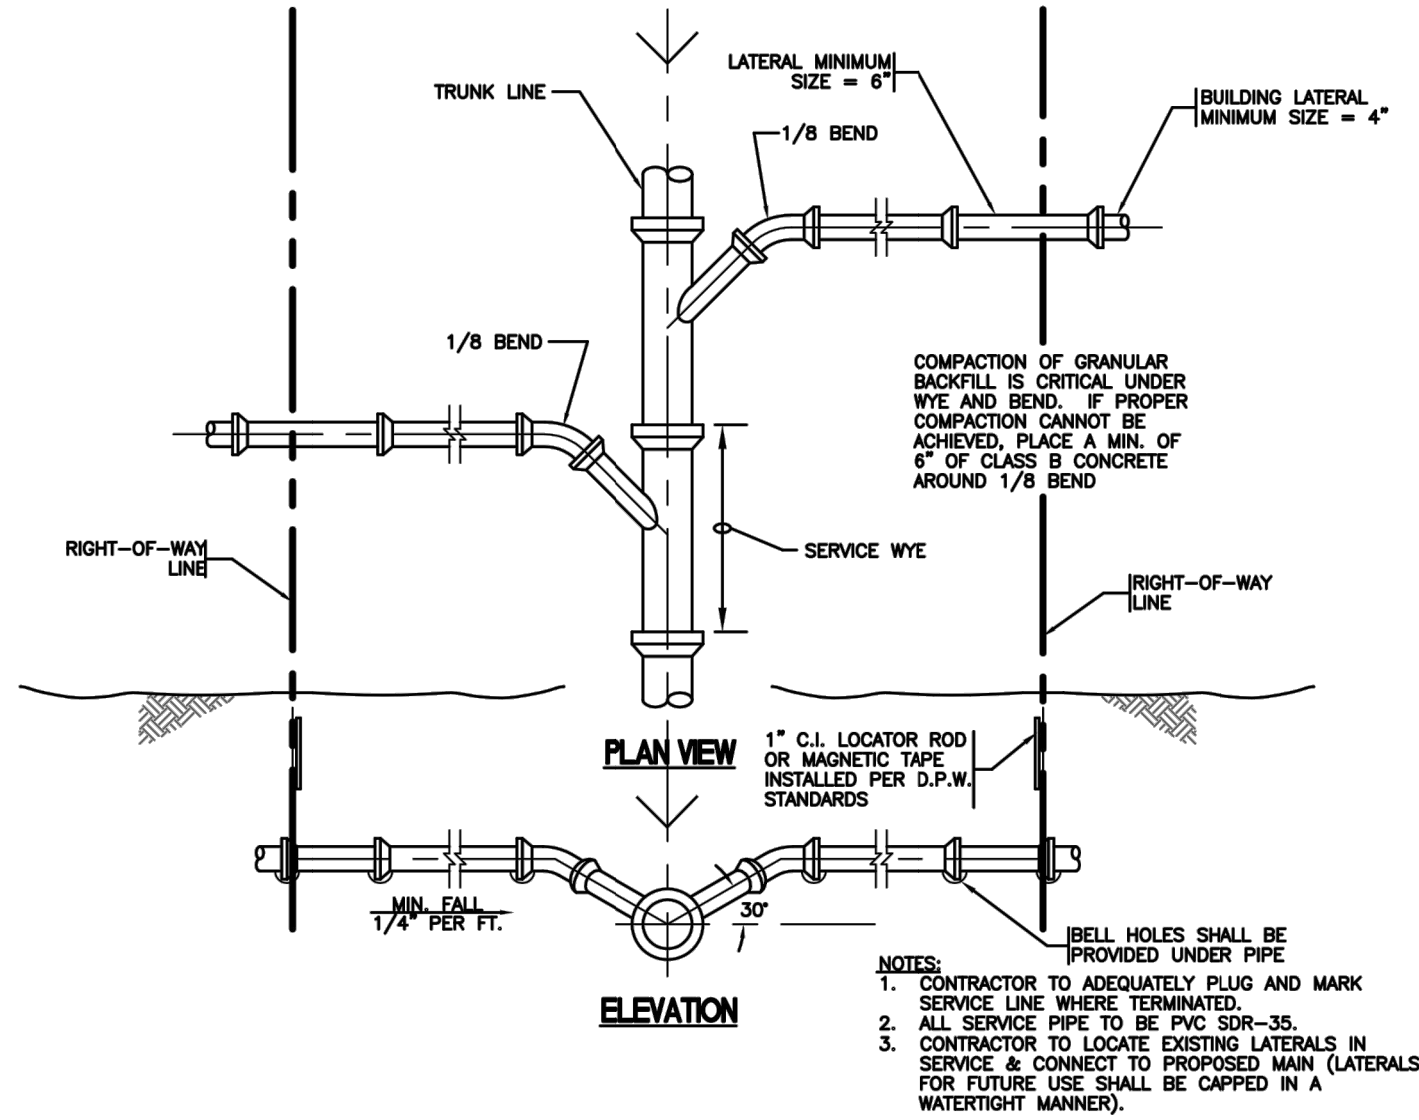 LATERAL MINIMUM
SIZE = 6"
TRUNK LINE
BUILDING LATERAL
MINIMUM SIZE = 4"
1/8 BEND
1/8 BEND
COMPACTION OF GRANULAR
BACKFILL IS CRITICAL UNDER
WYE AND BEND. IF PROPER
COMPACTION CANNOT BE
ACHIEVED, PLACE A MIN. OF
6" OF CLASS B CONCRETE
AROUND 1/8 BEND
RIGHT-OF-WAY
LINE
SERVICE WYE
RIGHT-OF-WAY
LINE
PLAN VIEW
1" C.I. LOCATOR ROD
OR MAGNETIC TAPE
INSTALLED PER D.P.W.
STANDARDS
MIN. FALL
1/4" PER FT.
30°
BELL HOLES SHALL BE
PROVIDED UNDER PIPE
ELEVATION
NOTES:
1. CONTRACTOR TO ADEQUATELY PLUG AND MARK
SERVICE LINE WHERE TERMINATED.
2. ALL SERVICE PIPE TO BE PVC SDR-35.
3. CONTRACTOR TO LOCATE EXISTING LATERALS IN
SERVICE & CONNECT TO PROPOSED MAIN (LATERALS
FOR FUTURE USE SHALL BE CAPPED IN A
WATERTIGHT MANNER).